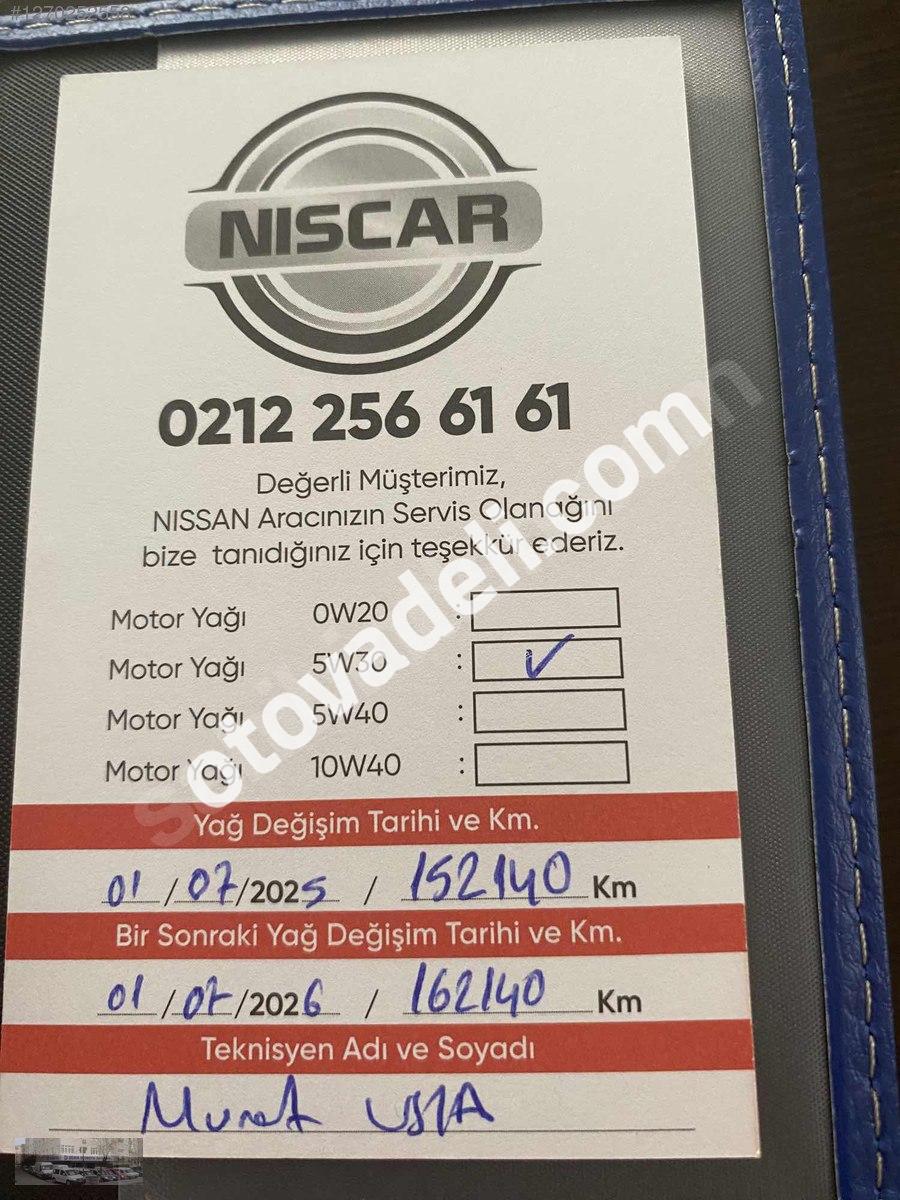 #1270252558
NISCAR
0212 256 61 61
Değerli Müşterimiz,
NISSAN Aracınızın Servis Olanağını
bize tanıdığınız için teşekkür ederiz.
Motor Yağı 0W20 :
Motor Yağı 5W30 : ✓
Motor Yağı 5W40 :
Motor Yağı 10W40 :
sotovadeli.com
Yağ Değişim Tarihi ve Km.
01/07/2025 / 152140 Km
Bir Sonraki Yağ Değişim Tarihi ve Km.
01/07/2026 / 162140 Km
Teknisyen Adı ve Soyadı
Murat USTA